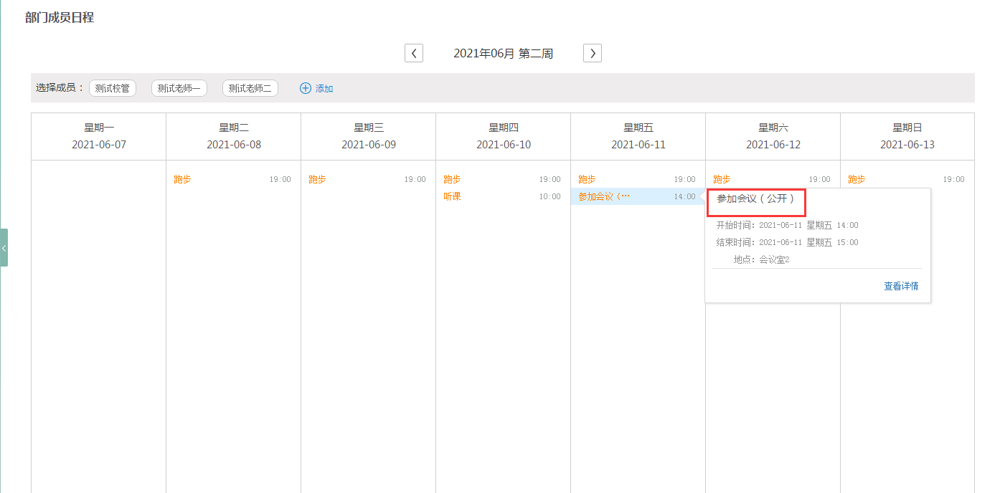 部门成员日程
2021年06月 第二周
选择成员： 测试校管 测试老师一 测试老师二 添加
星期一 星期二 星期三 星期四 星期五 星期六 星期日
2021-06-07 2021-06-08 2021-06-09 2021-06-10 2021-06-11 2021-06-12 2021-06-13
跑步 19:00 跑步 19:00 跑步 19:00 跑步 19:00 跑步 19:00 跑步 19:00
听课 10:00 参加会议（… 14:00
参加会议（公开）
开始时间：2021-06-11 星期五 14:00
结束时间：2021-06-11 星期五 15:00
地点：会议室2
查看详情